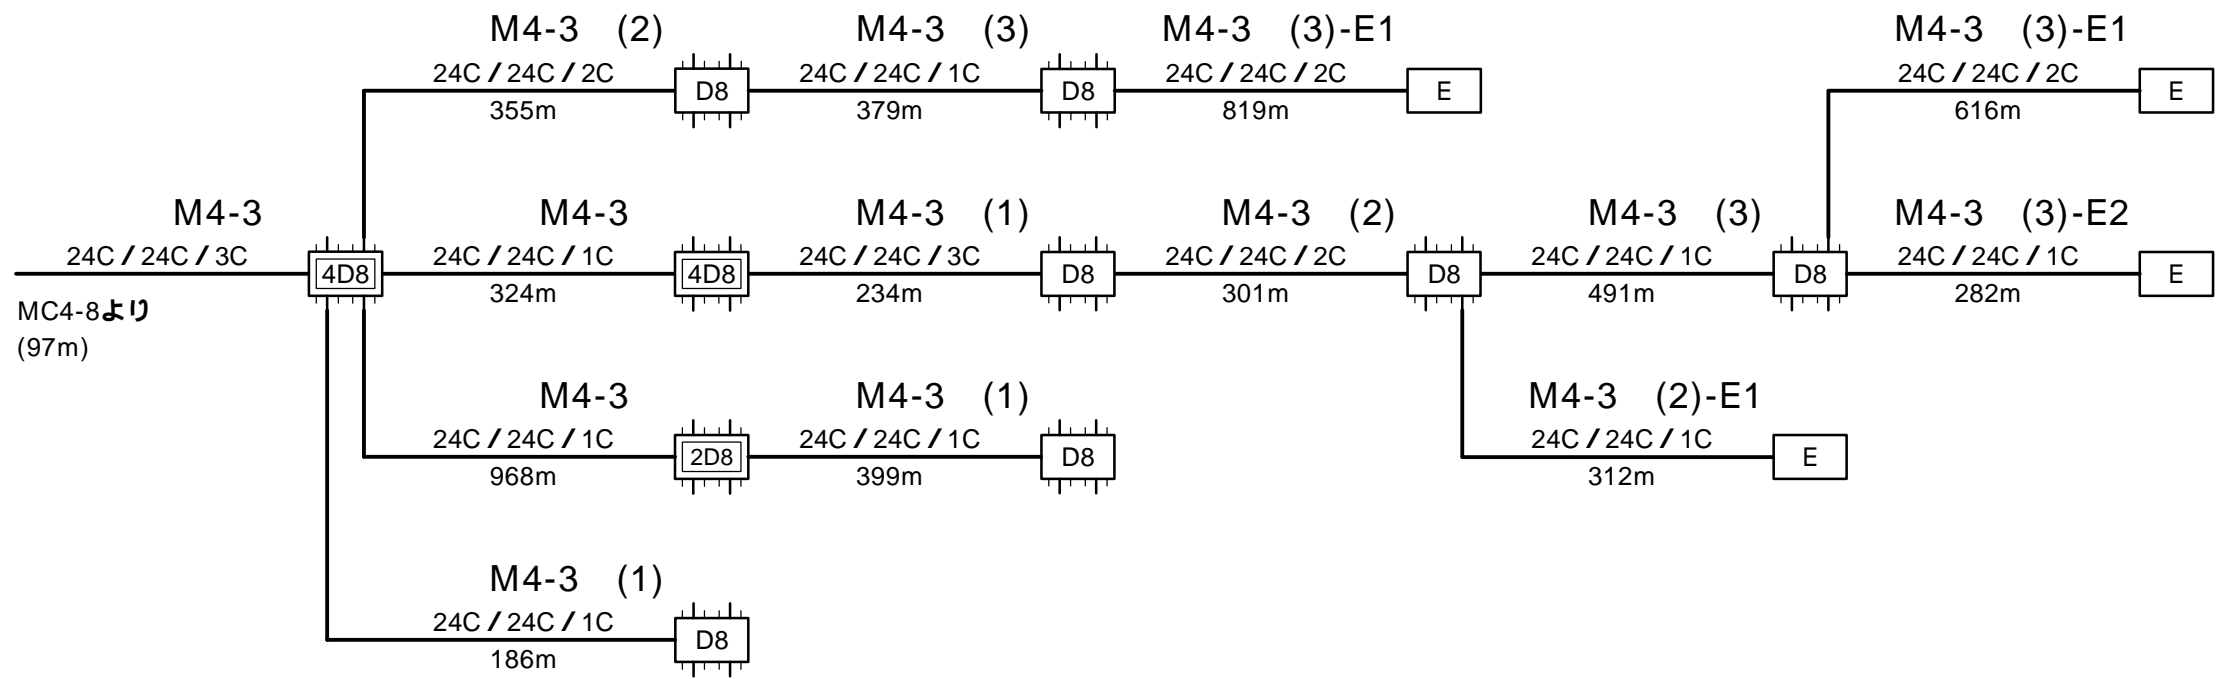 M4-3 (2)
24C / 24C / 2C
355m
D8
M4-3 (3)
24C / 24C / 1C
379m
D8
M4-3 (3)-E1
24C / 24C / 2C
819m
E
M4-3 (3)-E1
24C / 24C / 2C
616m
E
M4-3
24C / 24C / 3C
MC4-8より
(97m)
4D8
M4-3
24C / 24C / 1C
324m
4D8
M4-3 (1)
24C / 24C / 3C
234m
D8
M4-3 (2)
24C / 24C / 2C
301m
D8
M4-3 (3)
24C / 24C / 1C
491m
D8
M4-3 (3)-E2
24C / 24C / 1C
282m
E
M4-3
24C / 24C / 1C
968m
2D8
M4-3 (1)
24C / 24C / 1C
399m
D8
M4-3 (2)-E1
24C / 24C / 1C
312m
E
M4-3 (1)
24C / 24C / 1C
186m
D8